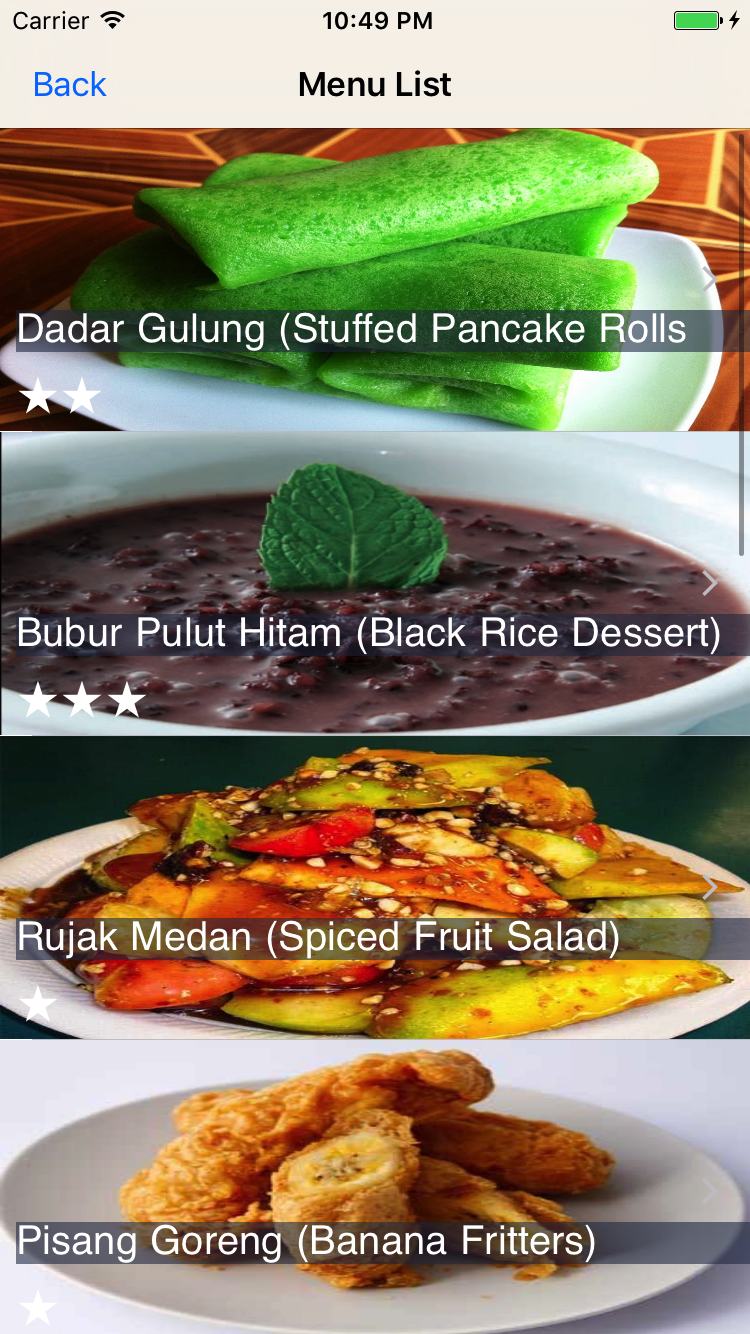 Carrier 10:49 PM
Back Menu List
Dadar Gulung (Stuffed Pancake Rolls
★★
Bubur Pulut Hitam (Black Rice Dessert)
★★★
Rujak Medan (Spiced Fruit Salad)
★
Pisang Goreng (Banana Fritters)
★